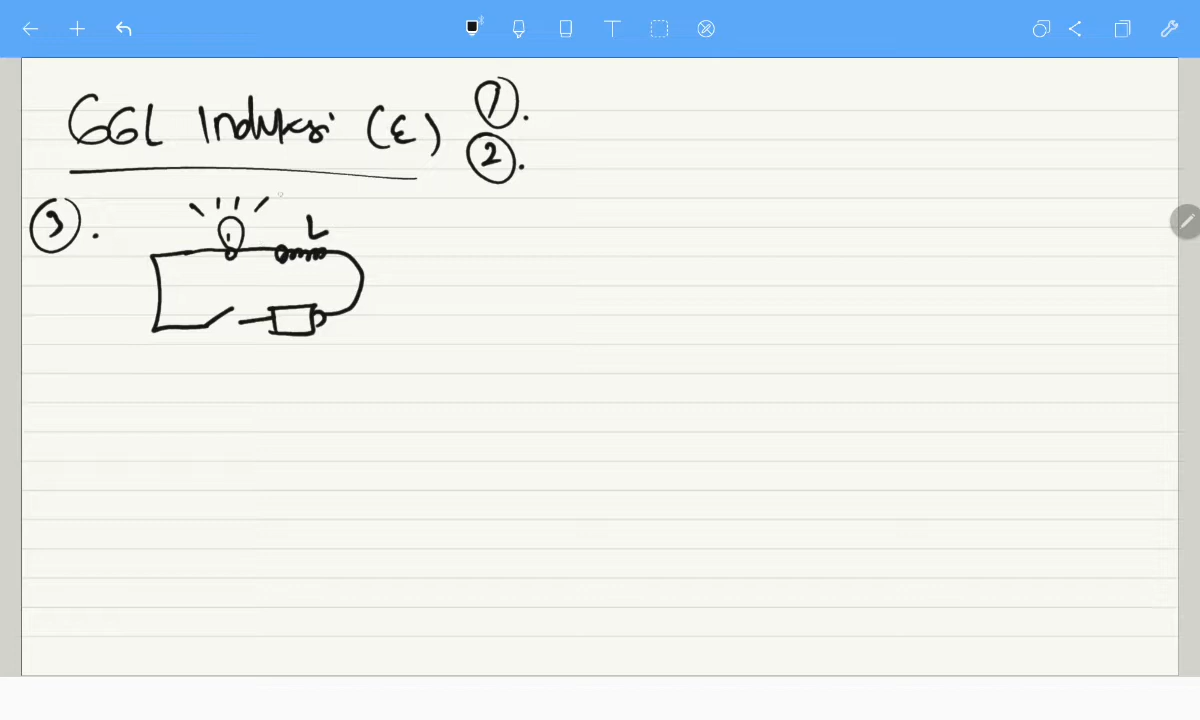 GGL Induksi (ε) ①.
②.
③.
L